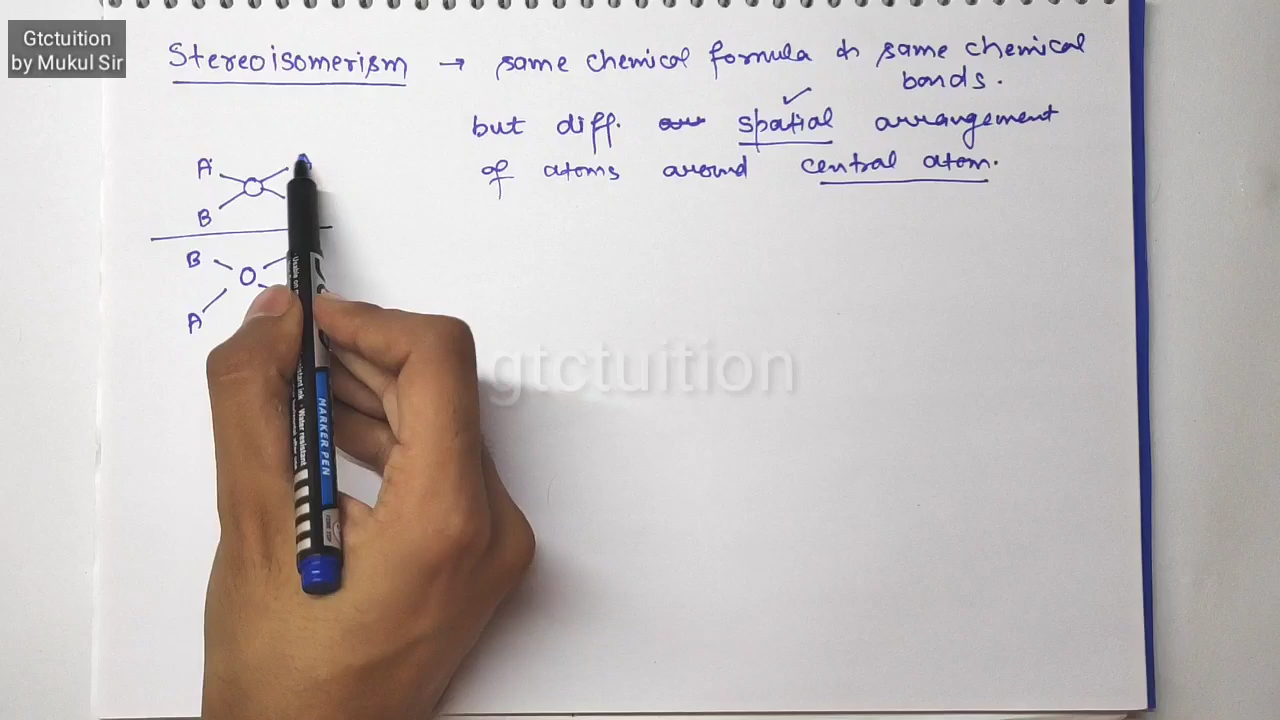 Gtctuition
by Mukul Sir
Stereoisomerism → same chemical formula & same chemical
bonds.
but diff. spatial arrangement
of atoms around central atom.
A
B
B
A
gtctuition
MARKER PEN